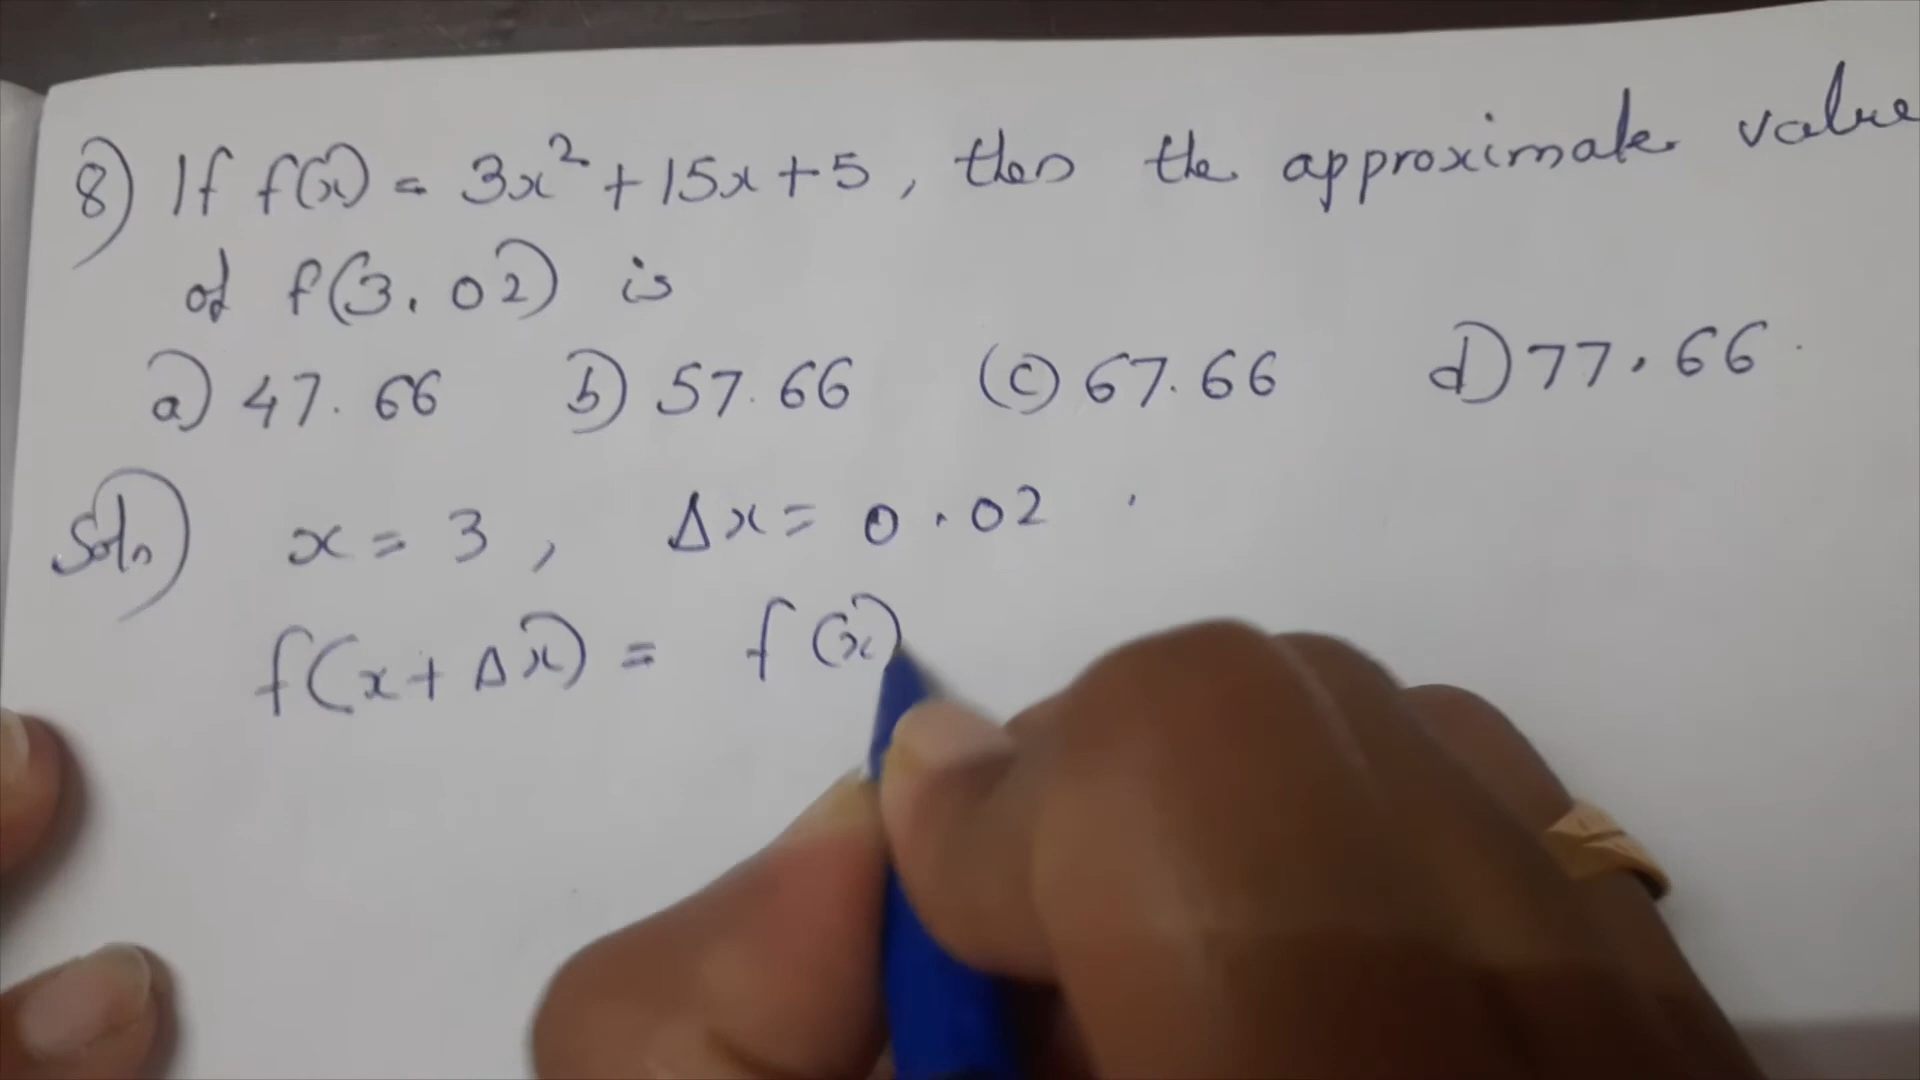 8) If f(x) = 3x² + 15x + 5, then the approximate value
of f(3.02) is
a) 47.66 b) 57.66 (c) 67.66 d) 77.66.
Soln) x = 3, Δx = 0.02.
f(x + Δx) = f(x)